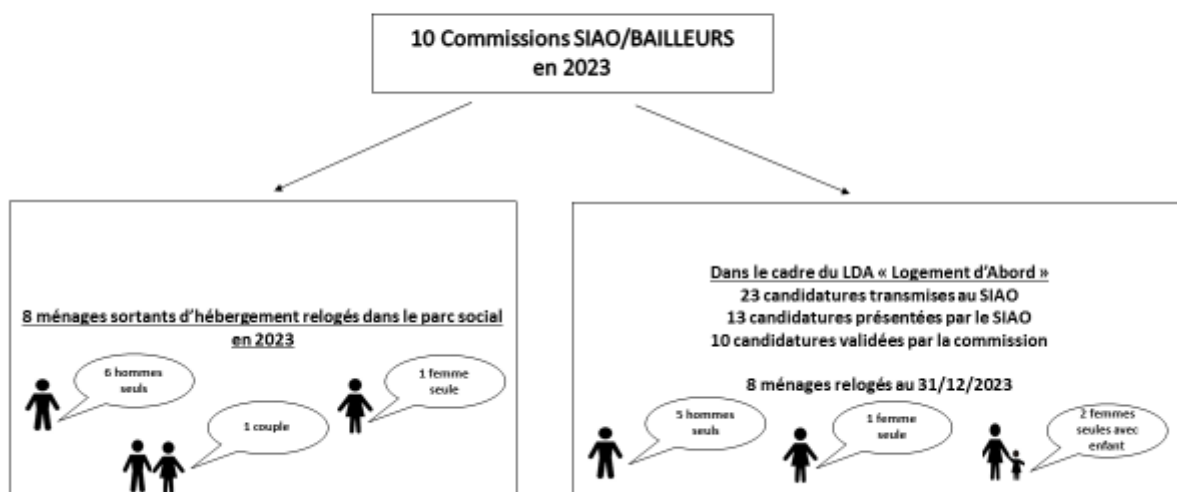 10 Commissions SIAO/BAILLEURS
en 2023
8 ménages sortants d'hébergement relogés dans le parc social
en 2023
6 hommes
seuls
1 couple
1 femme
seule
Dans le cadre du LDA « Logement d'Abord »
23 candidatures transmises au SIAO
13 candidatures présentées par le SIAO
10 candidatures validées par la commission
8 ménages relogés au 31/12/2023
5 hommes
seuls
1 femme
seule
2 femmes
seules avec
enfant